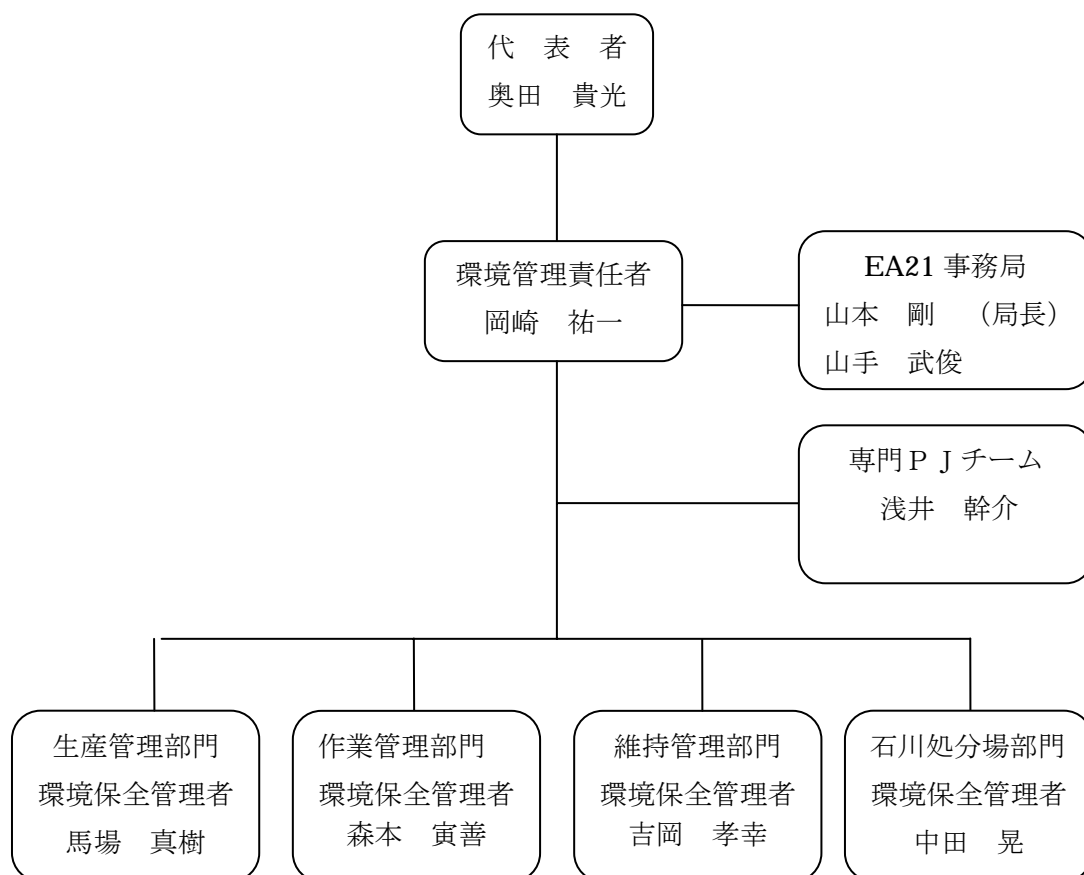 代　表　者
奥田　貴光
環境管理責任者
岡崎　祐一
EA21 事務局
山本　剛　（局長）
山手　武俊
専門ＰＪチーム
浅井　幹介
生産管理部門
環境保全管理者
馬場　真樹
作業管理部門
環境保全管理者
森本　寅善
維持管理部門
環境保全管理者
吉岡　孝幸
石川処分場部門
環境保全管理者
中田　晃